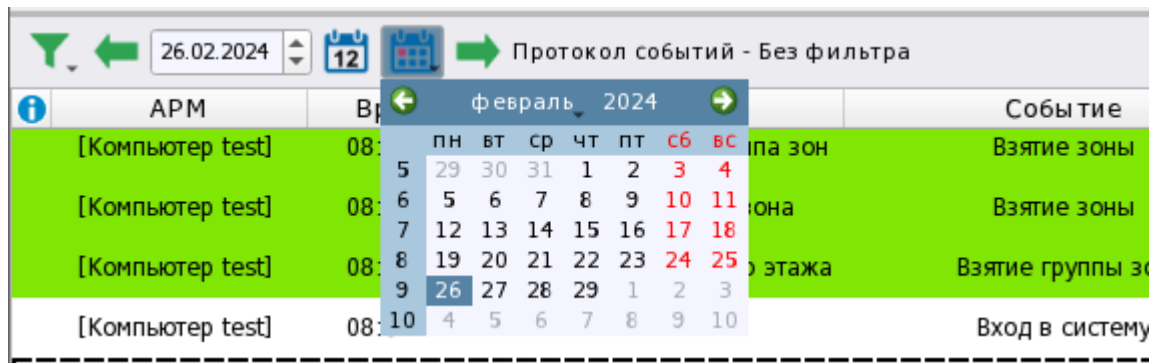 26.02.2024 12 Протокол событий - Без фильтра
АРМ Вр Событие
февраль 2024
пн вт ср чт пт сб вс
5 29 30 31 1 2 3 4
6 5 6 7 8 9 10 11
7 12 13 14 15 16 17 18
8 19 20 21 22 23 24 25
9 26 27 28 29 1 2 3
10 4 5 6 7 8 9 10
[Компьютер test] 08: па зон Взятие зоны
[Компьютер test] 08: зона Взятие зоны
[Компьютер test] 08: этажа Взятие группы зо
[Компьютер test] 08: Вход в систему